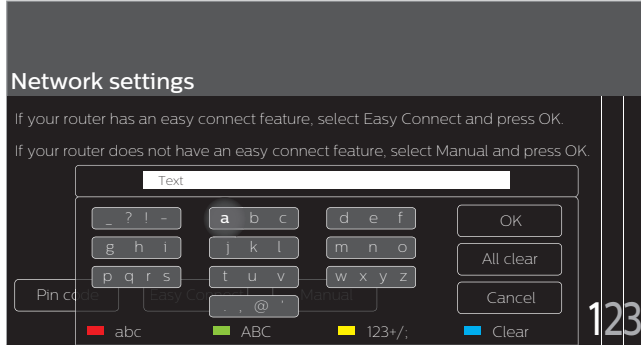 Network settings
If your router has an easy connect feature, select Easy Connect and press OK.
If your router does not have an easy connect feature, select Manual and press OK.
Text
_ ? ! - a b c d e f OK
g h i j k l m n o All clear
p q r s t u v w x y z
Pin code Easy Connect Manual Cancel
. , @ '
abc ABC 123+/; Clear
123